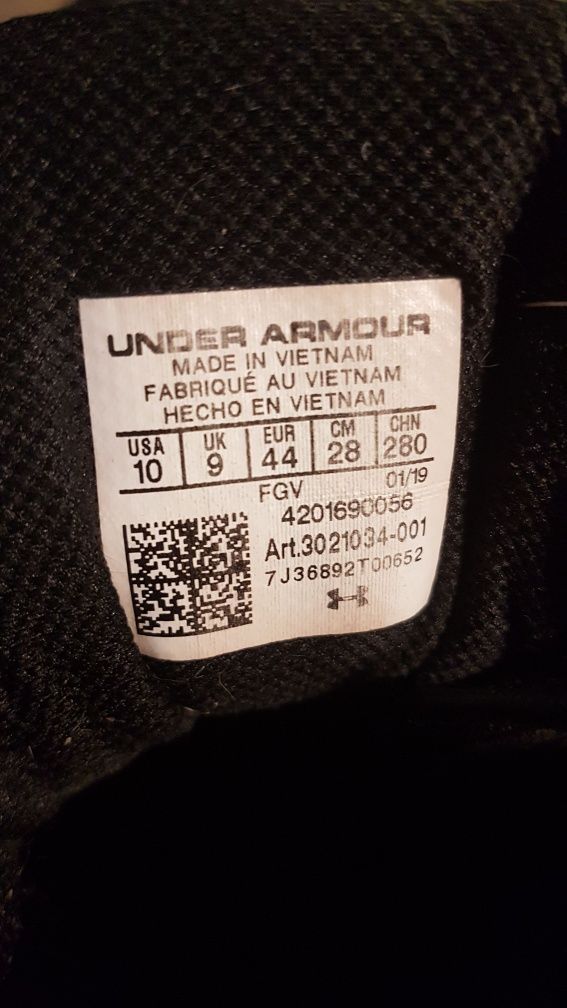 UNDER ARMOUR
MADE IN VIETNAM
FABRIQUÉ AU VIETNAM
HECHO EN VIETNAM
USA UK EUR CM CHN
10 9 44 28 280
FGV 01/19
4201690056
Art.3021034-001
7J36892T00652